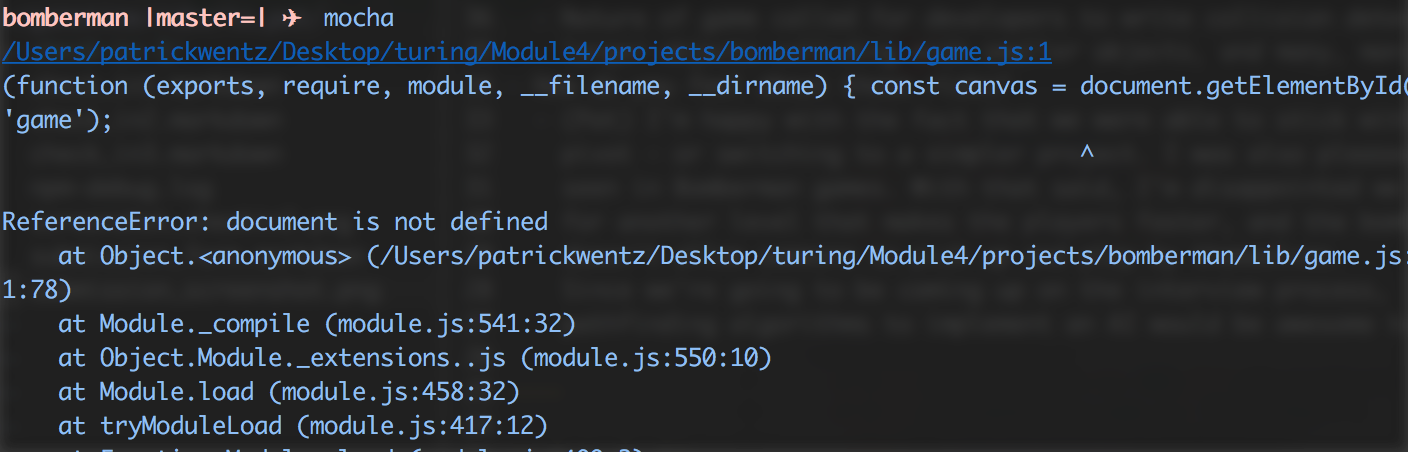 bomberman |master=| ✈ mocha
/Users/patrickwentz/Desktop/turing/Module4/projects/bomberman/lib/game.js:1
(function (exports, require, module, __filename, __dirname) { const canvas = document.getElementById(
'game');
^
ReferenceError: document is not defined
at Object.<anonymous> (/Users/patrickwentz/Desktop/turing/Module4/projects/bomberman/lib/game.js:
1:78)
at Module._compile (module.js:541:32)
at Object.Module._extensions..js (module.js:550:10)
at Module.load (module.js:458:32)
at tryModuleLoad (module.js:417:12)